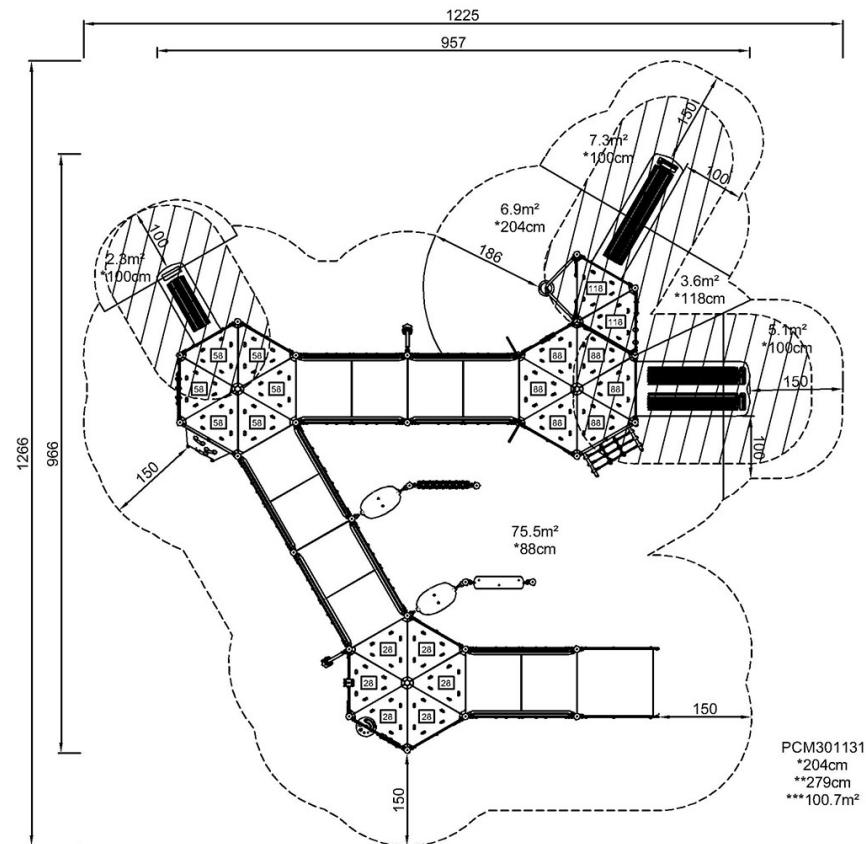 1225
957
150
7.3m²
*100cm
100
6.9m²
*204cm
186
100
2.3m²
*100cm
118
3.6m²
*118cm
118
5.1m²
*100cm
58
58
88
88
58
58
88
88
150
58
58
88
88
100
1266
966
150
75.5m²
*88cm
28
28
28
28
28
28
150
150
PCM301131
*204cm
**279cm
***100.7m²